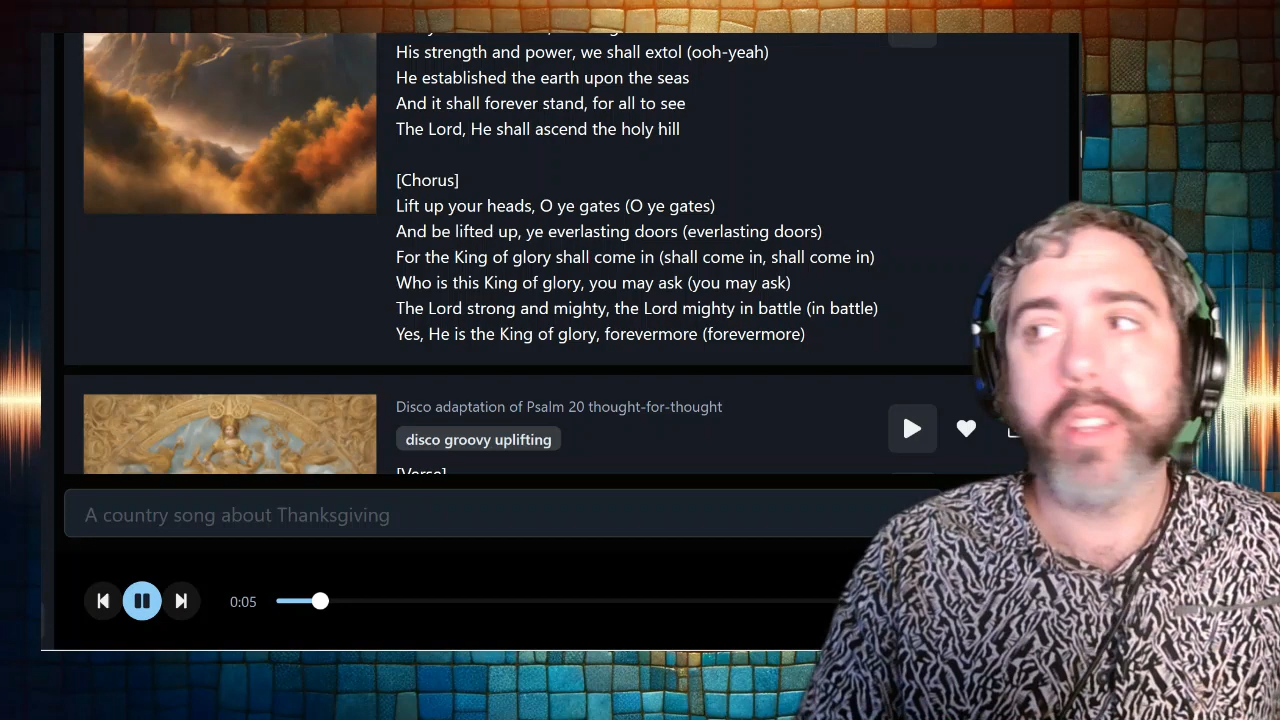 His strength and power, we shall extol (ooh-yeah)
He established the earth upon the seas
And it shall forever stand, for all to see
The Lord, He shall ascend the holy hill
[Chorus]
Lift up your heads, O ye gates (O ye gates)
And be lifted up, ye everlasting doors (everlasting doors)
For the King of glory shall come in (shall come in, shall come in)
Who is this King of glory, you may ask (you may ask)
The Lord strong and mighty, the Lord mighty in battle (in battle)
Yes, He is the King of glory, forevermore (forevermore)
Disco adaptation of Psalm 20 thought-for-thought
disco groovy uplifting
[Verse]
A country song about Thanksgiving
0:05